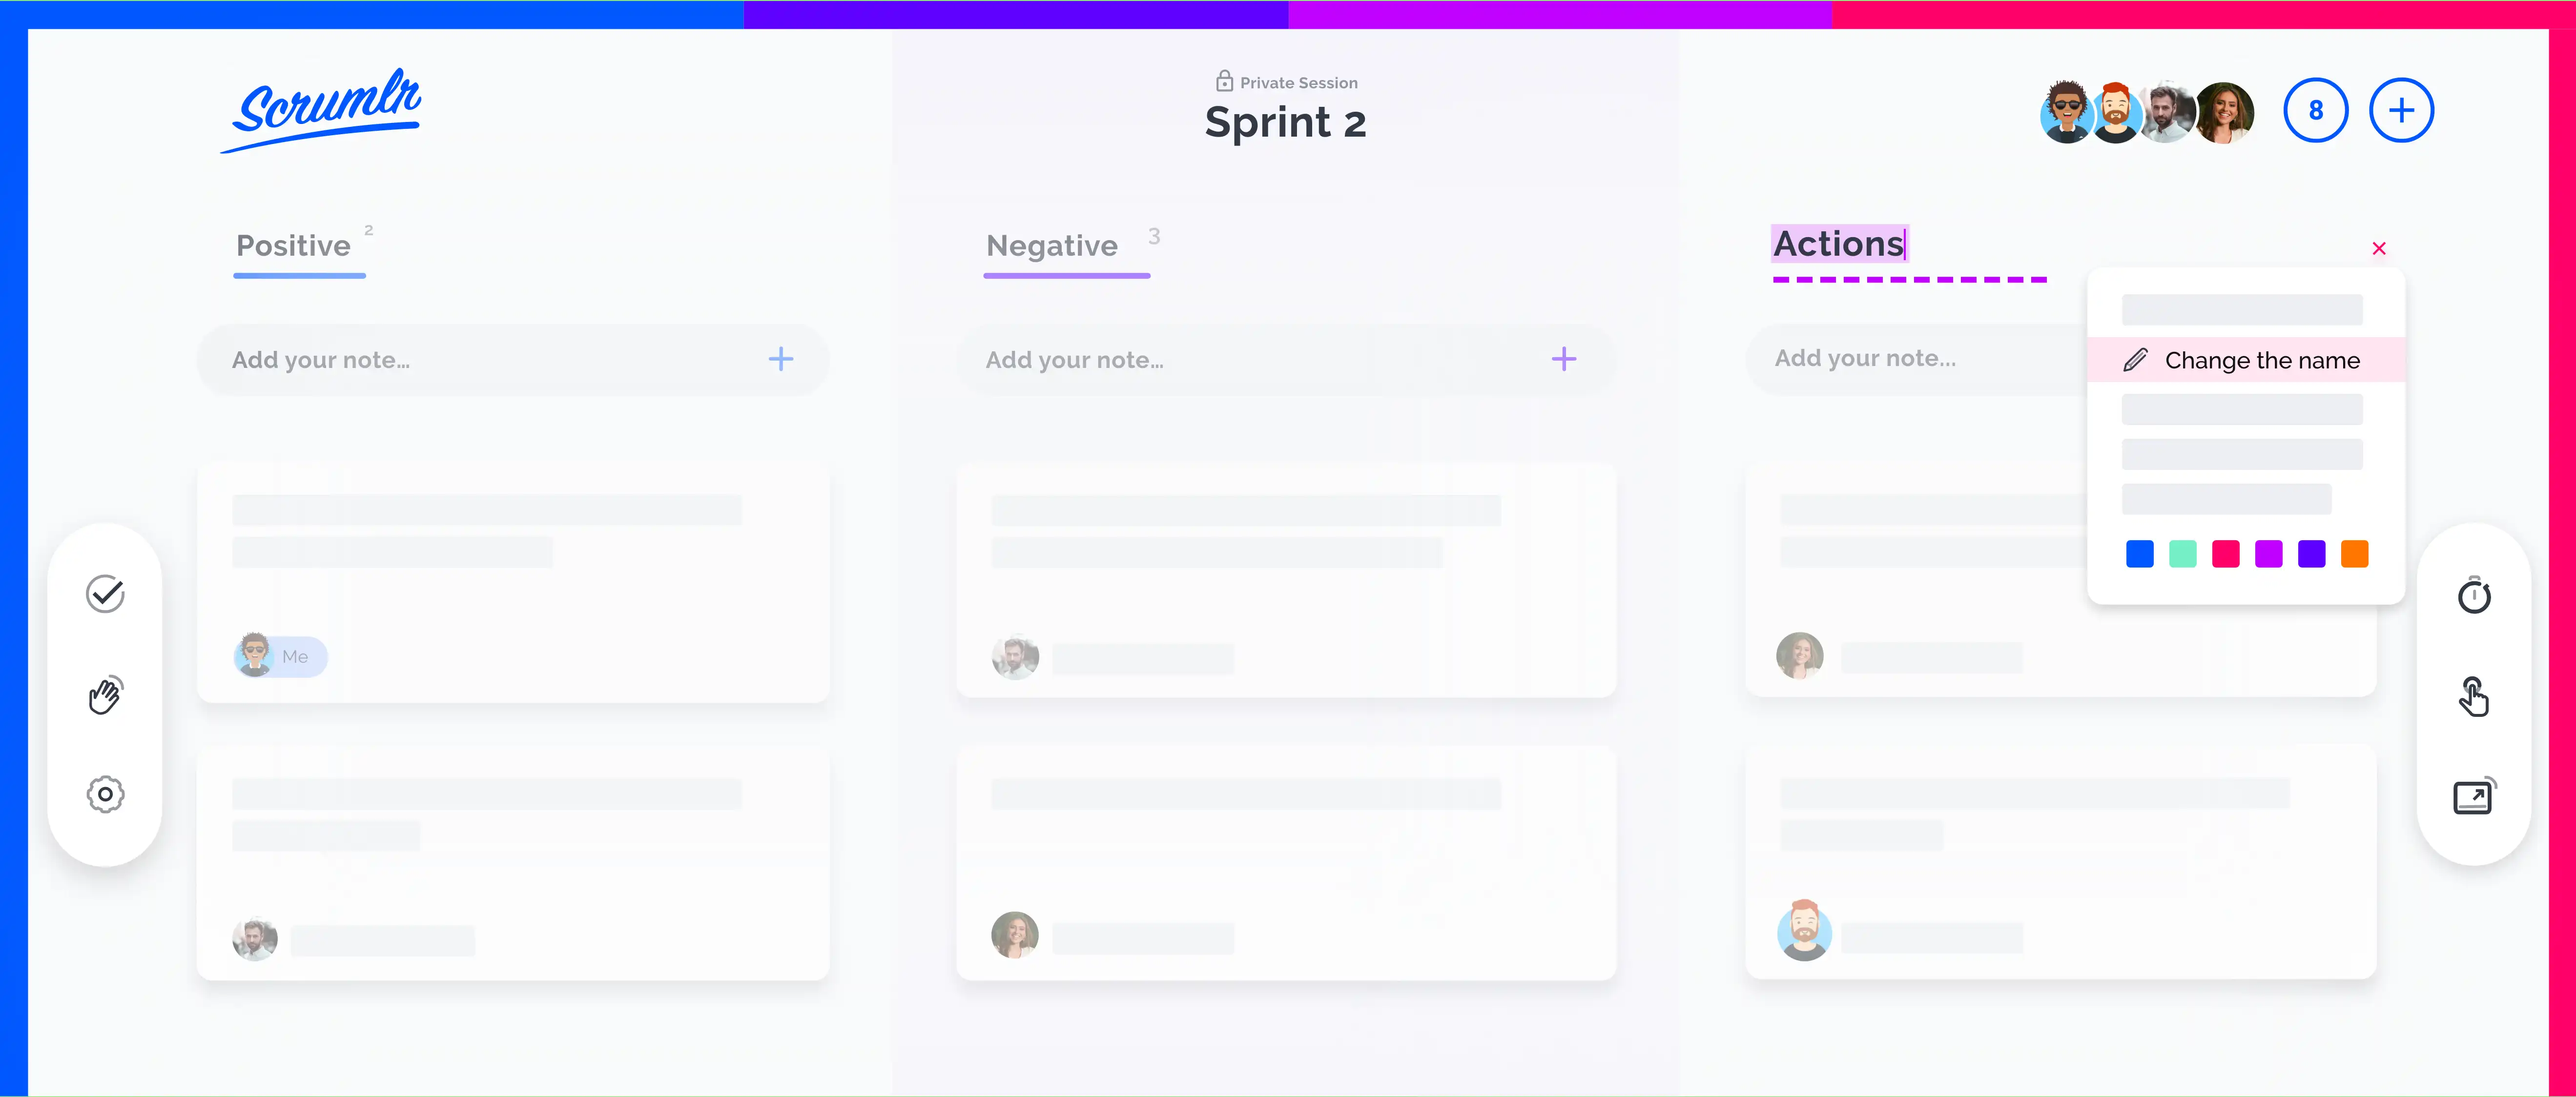 Scrumlr
Private Session
Sprint 2
8
Positive 2
Negative 3
Actions
Add your note...
Add your note...
Add your note...
Change the name
Me